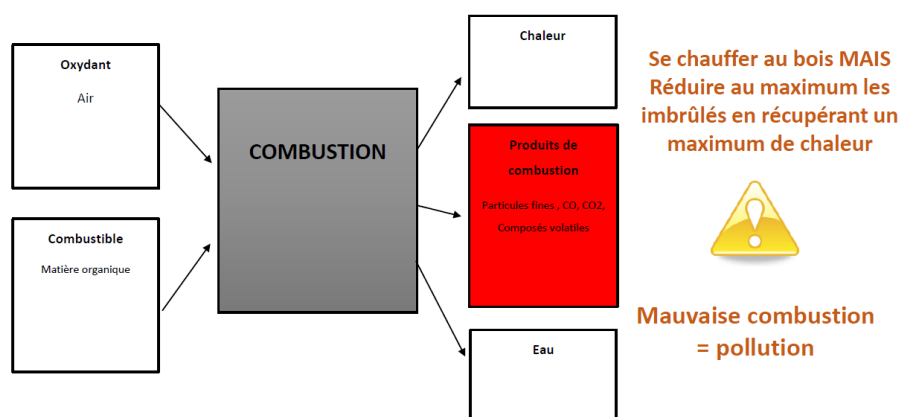 Oxydant
Air
Combustible
Matière organique
COMBUSTION
Chaleur
Produits de
combustion
Particules fines , CO, CO2,
Composés volatiles
Eau
Se chauffer au bois MAIS
Réduire au maximum les
imbrûlés en récupérant un
maximum de chaleur
Mauvaise combustion
= pollution